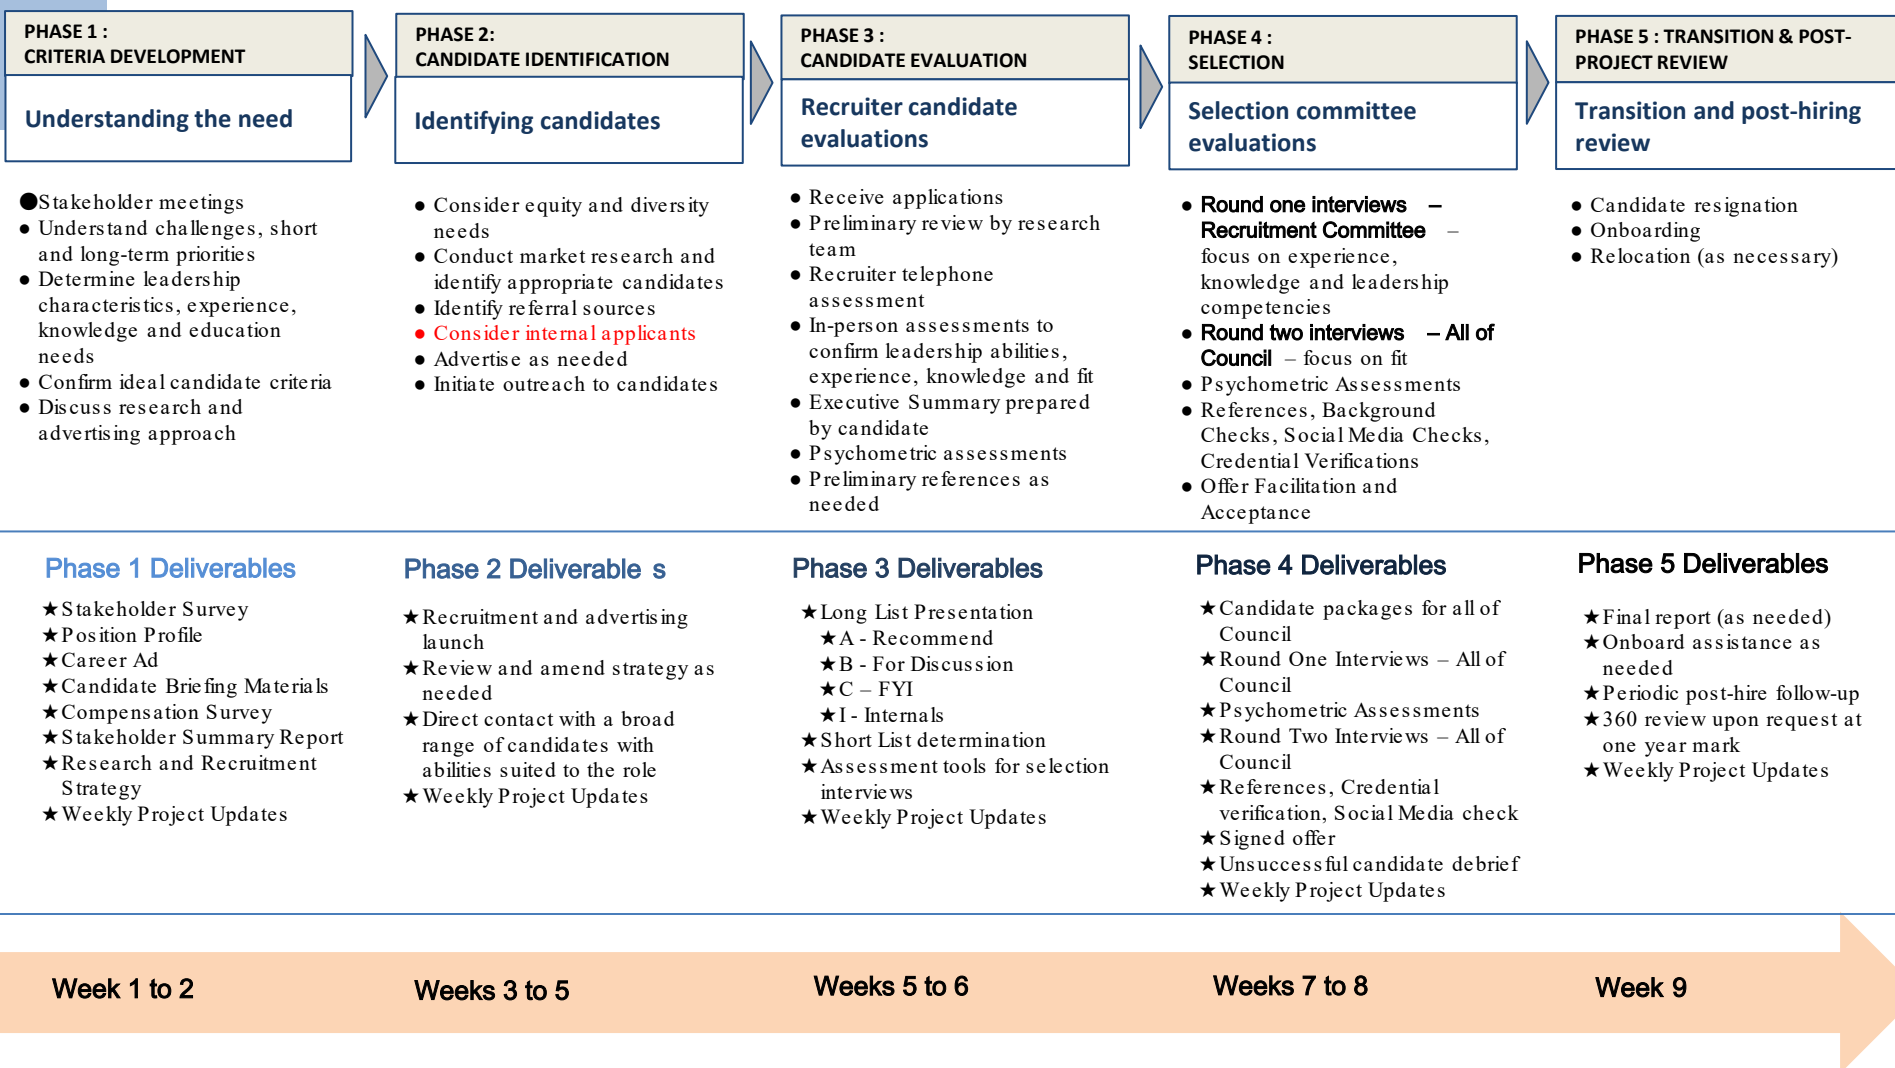 PHASE 1 :
CRITERIA DEVELOPMENT
Understanding the need
●Stakeholder meetings
● Understand challenges, short
and long-term priorities
● Determine leadership
characteristics, experience,
knowledge and education
needs
● Confirm ideal candidate criteria
● Discuss research and
advertising approach
PHASE 2:
CANDIDATE IDENTIFICATION
Identifying candidates
● Consider equity and diversity
needs
● Conduct market research and
identify appropriate candidates
● Identify referral sources
● Consider internal applicants
● Advertise as needed
● Initiate outreach to candidates
PHASE 3 :
CANDIDATE EVALUATION
Recruiter candidate
evaluations
● Receive applications
● Preliminary review by research
team
● Recruiter telephone
assessment
● In-person assessments to
confirm leadership abilities,
experience, knowledge and fit
● Executive Summary prepared
by candidate
● Psychometric assessments
● Preliminary references as
needed
PHASE 4 :
SELECTION
Selection committee
evaluations
● Round one interviews –
Recruitment Committee –
focus on experience,
knowledge and leadership
competencies
● Round two interviews – All of
Council – focus on fit
● Psychometric Assessments
● References, Background
Checks, Social Media Checks,
Credential Verifications
● Offer Facilitation and
Acceptance
PHASE 5 : TRANSITION & POST-
PROJECT REVIEW
Transition and post-hiring
review
● Candidate resignation
● Onboarding
● Relocation (as necessary)
Phase 1 Deliverables
★Stakeholder Survey
★Position Profile
★Career Ad
★Candidate Briefing Materials
★Compensation Survey
★Stakeholder Summary Report
★Research and Recruitment
Strategy
★Weekly Project Updates
Phase 2 Deliverable s
★Recruitment and advertising
launch
★Review and amend strategy as
needed
★Direct contact with a broad
range of candidates with
abilities suited to the role
★Weekly Project Updates
Phase 3 Deliverables
★Long List Presentation
★A - Recommend
★B - For Discussion
★C – FYI
★I - Internals
★Short List determination
★Assessment tools for selection
interviews
★Weekly Project Updates
Phase 4 Deliverables
★Candidate packages for all of
Council
★Round One Interviews – All of
Council
★Psychometric Assessments
★Round Two Interviews – All of
Council
★References, Credential
verification, Social Media check
★Signed offer
★Unsuccessful candidate debrief
★Weekly Project Updates
Phase 5 Deliverables
★Final report (as needed)
★Onboard assistance as
needed
★Periodic post-hire follow-up
★360 review upon request at
one year mark
★Weekly Project Updates
Week 1 to 2
Weeks 3 to 5
Weeks 5 to 6
Weeks 7 to 8
Week 9